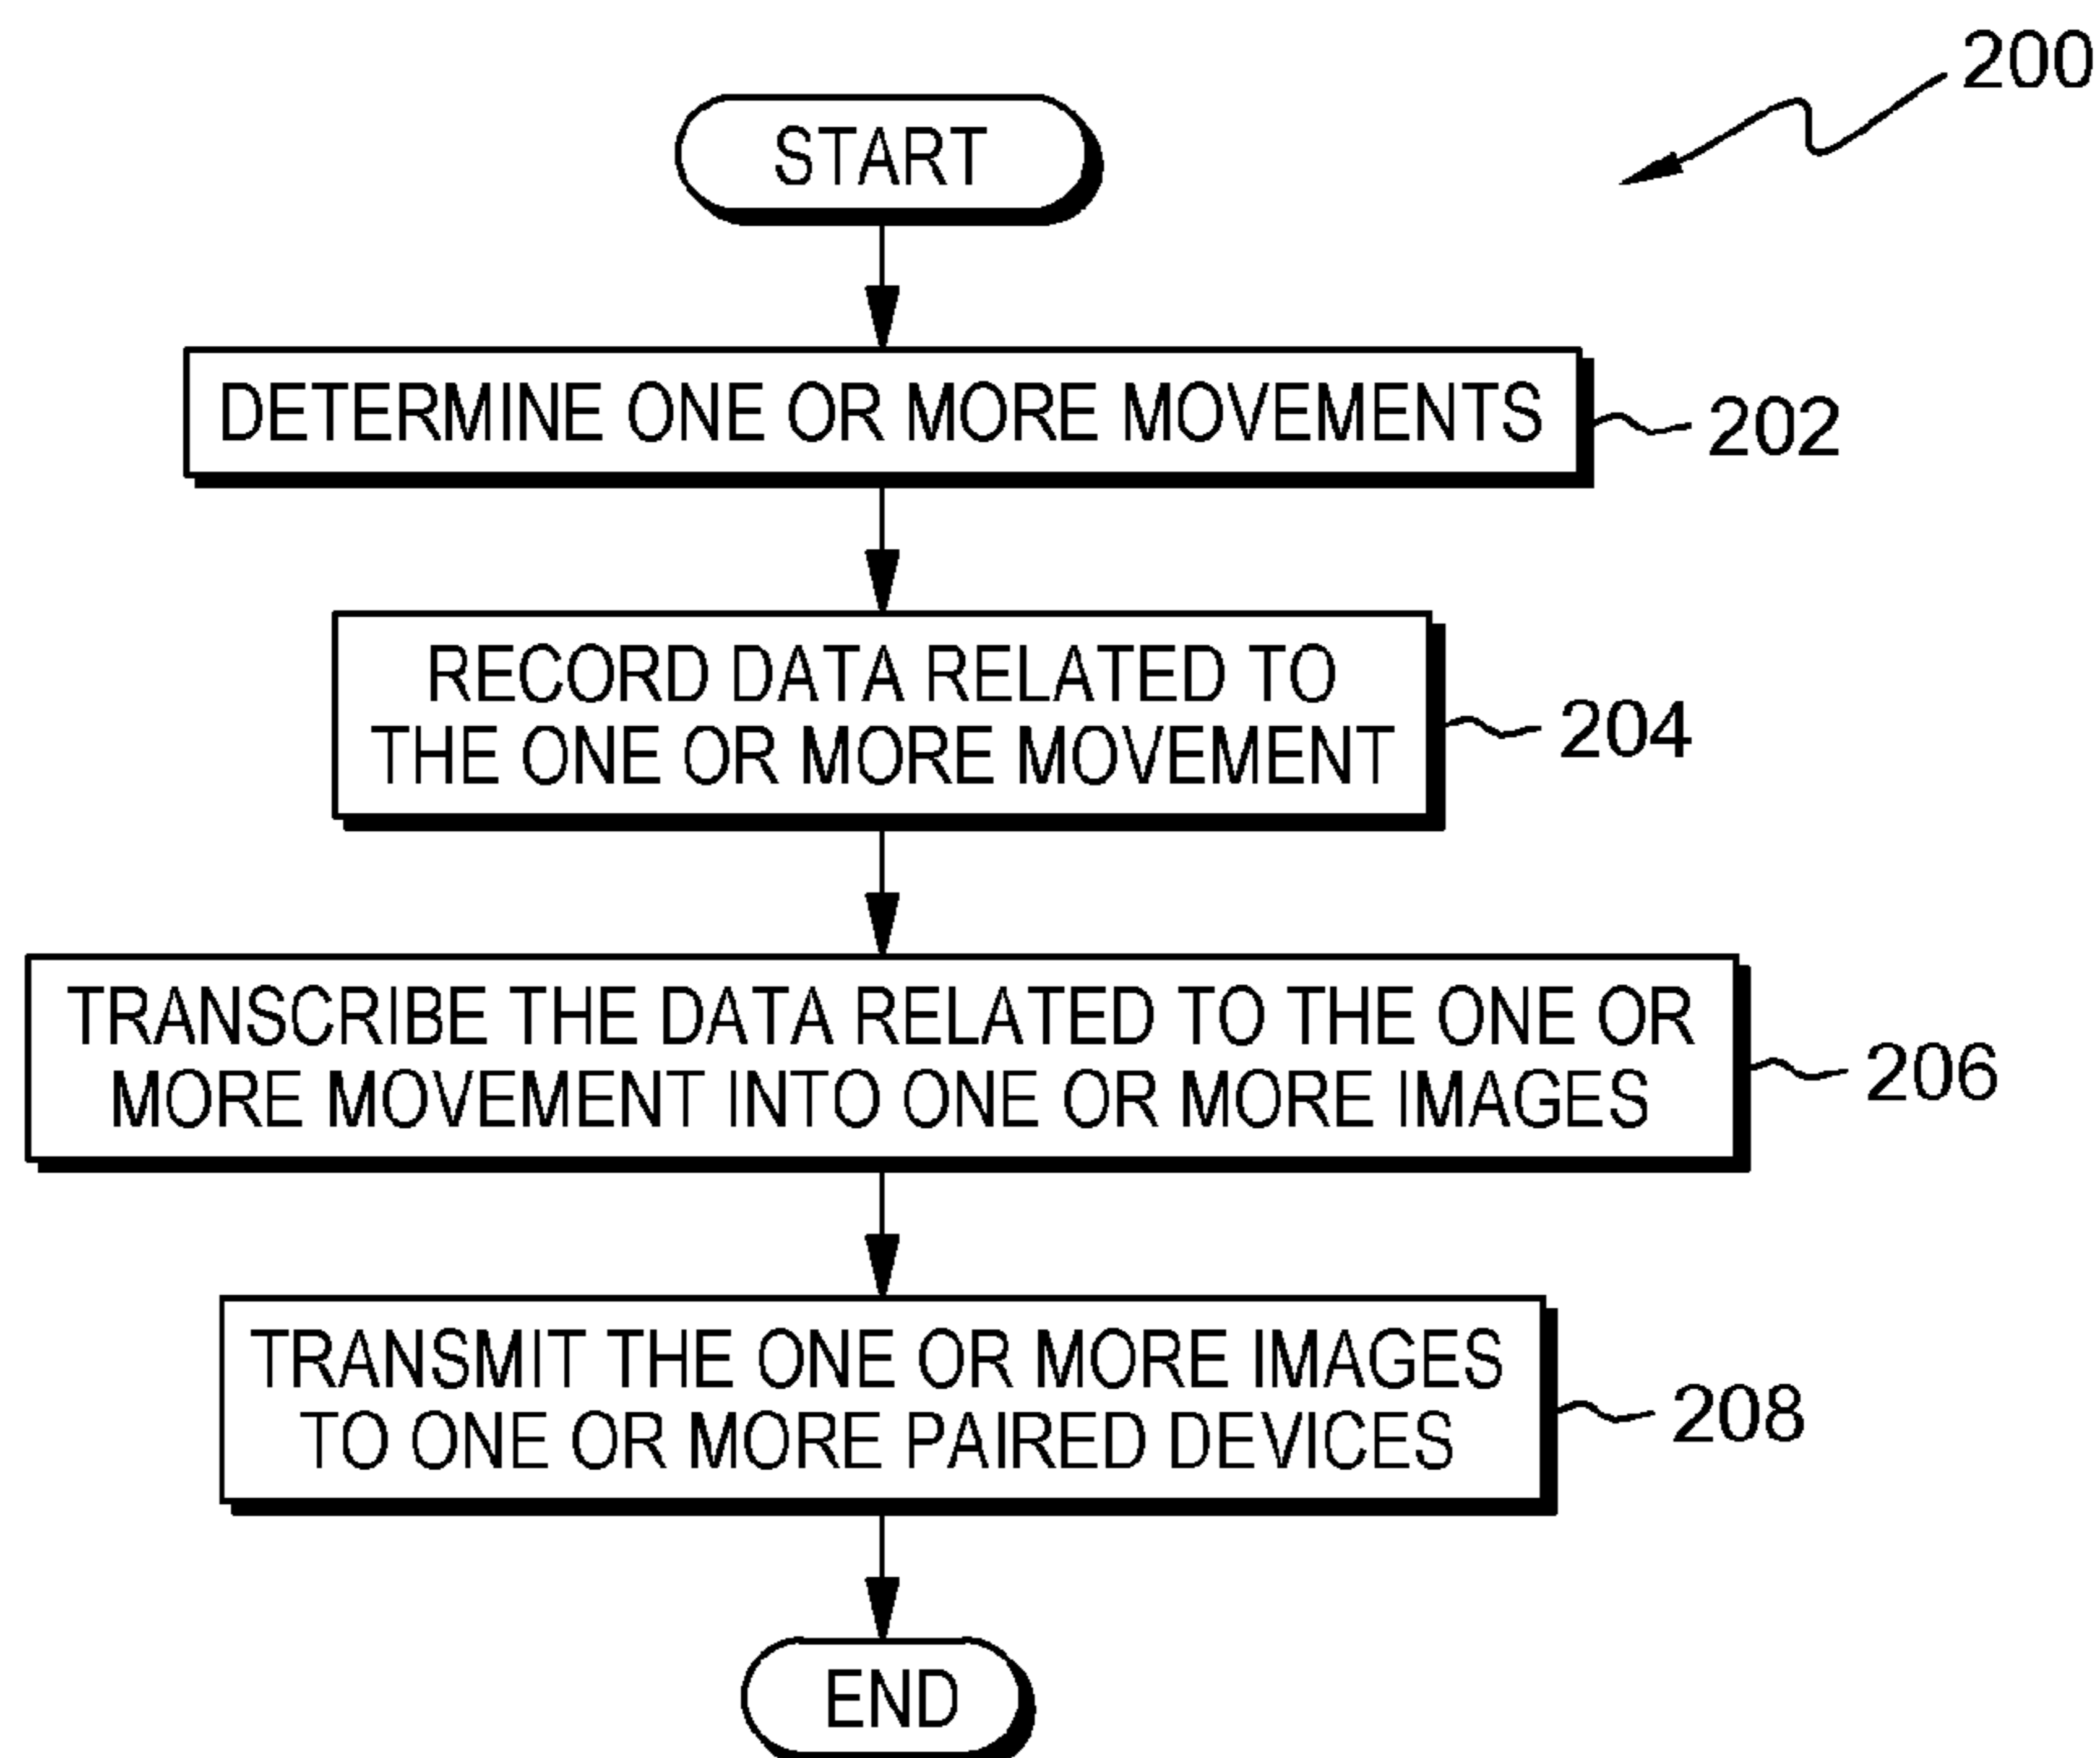 200
START
DETERMINE ONE OR MORE MOVEMENTS
202
RECORD DATA RELATED TO
THE ONE OR MORE MOVEMENT
204
TRANSCRIBE THE DATA RELATED TO THE ONE OR
MORE MOVEMENT INTO ONE OR MORE IMAGES
206
TRANSMIT THE ONE OR MORE IMAGES
TO ONE OR MORE PAIRED DEVICES
208
END